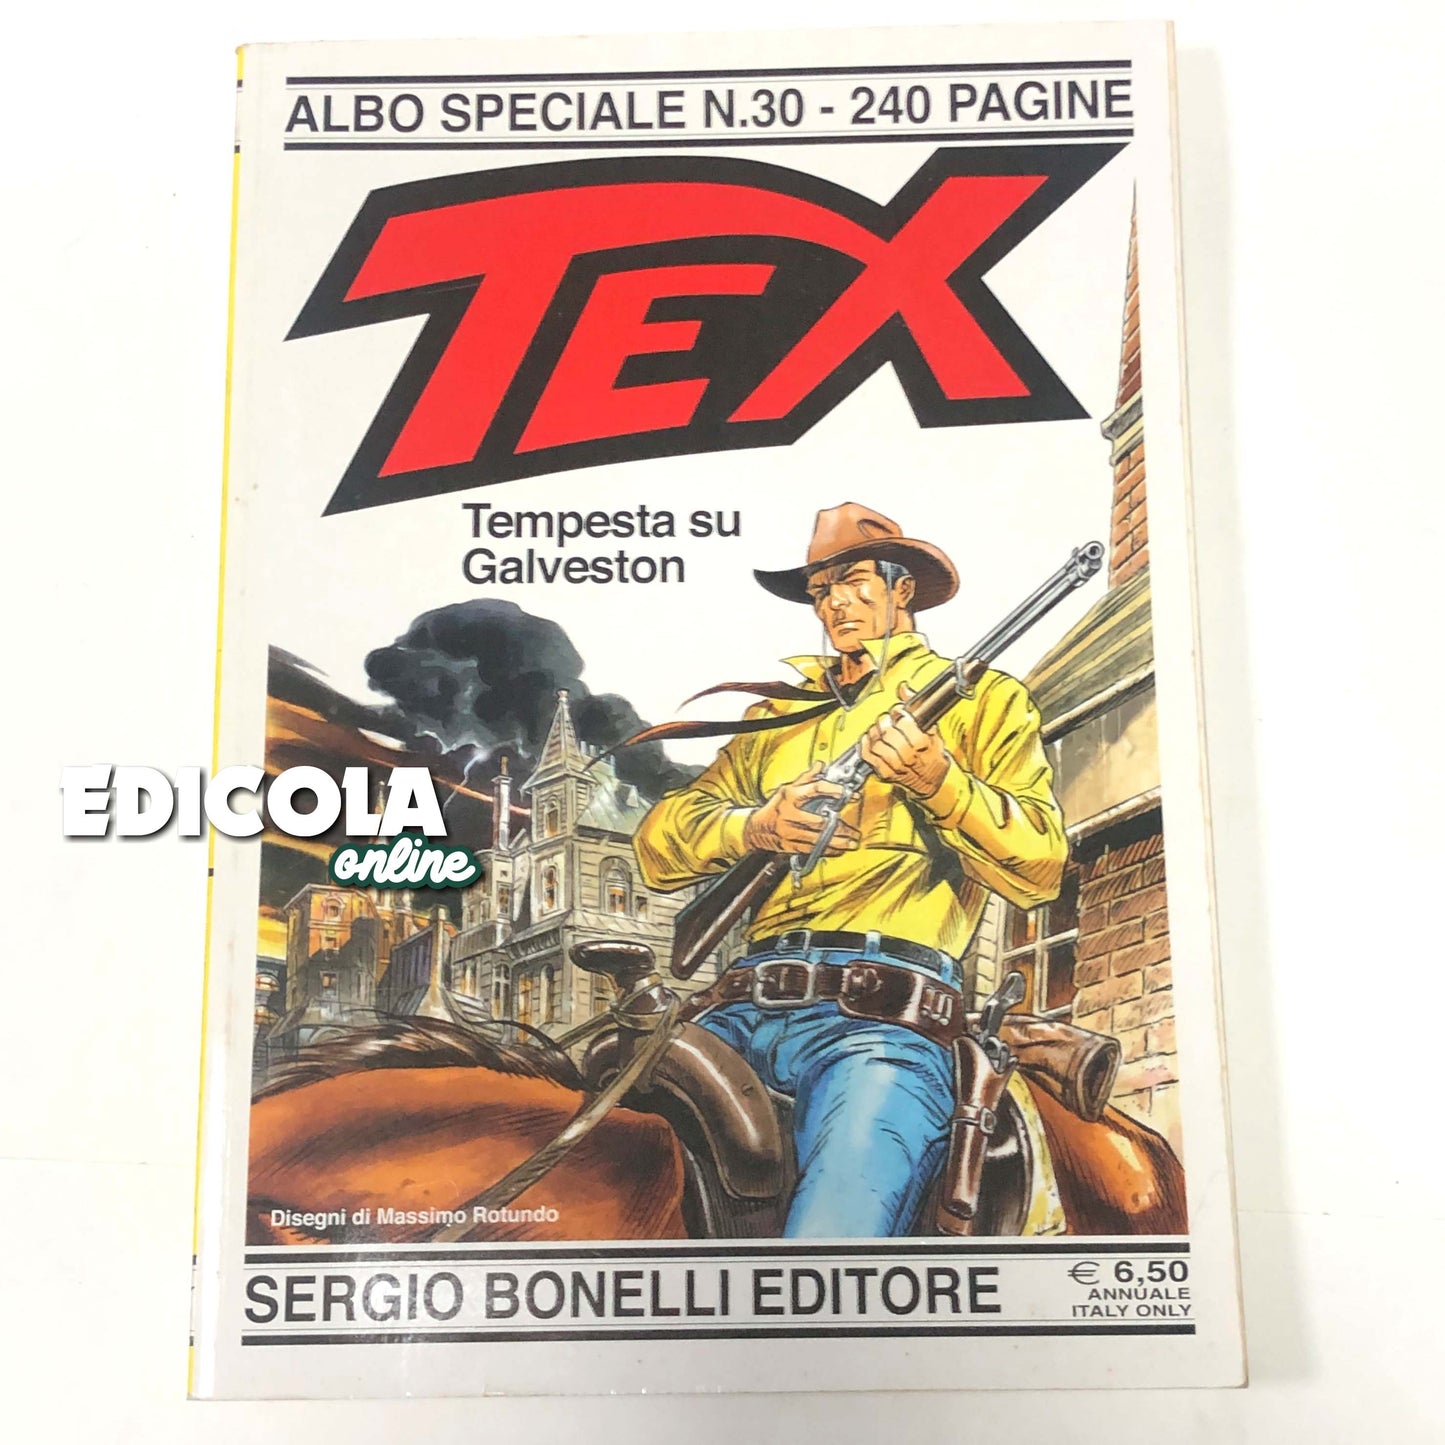 ALBO SPECIALE N.30 - 240 PAGINE
TEX
Tempesta su
Galveston
EDICOLA
online
Disegni di Massimo Rotundo
SERGIO BONELLI EDITORE
€ 6,50
ANNUALE
ITALY ONLY